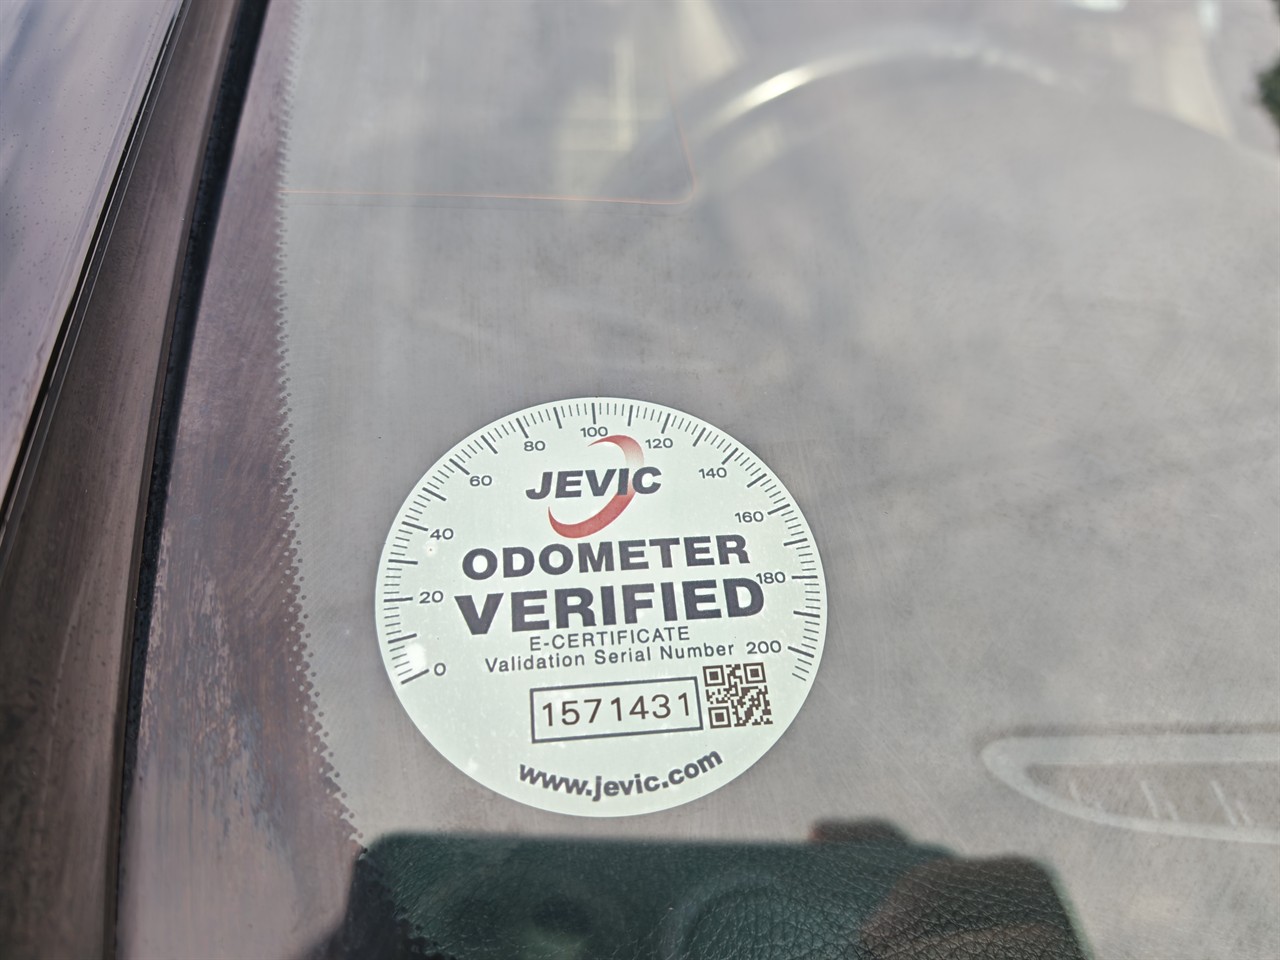 0 20 40 60 80 100 120 140 160 180 200
JEVIC
ODOMETER
VERIFIED
E-CERTIFICATE
Validation Serial Number
1571431
www.jevic.com